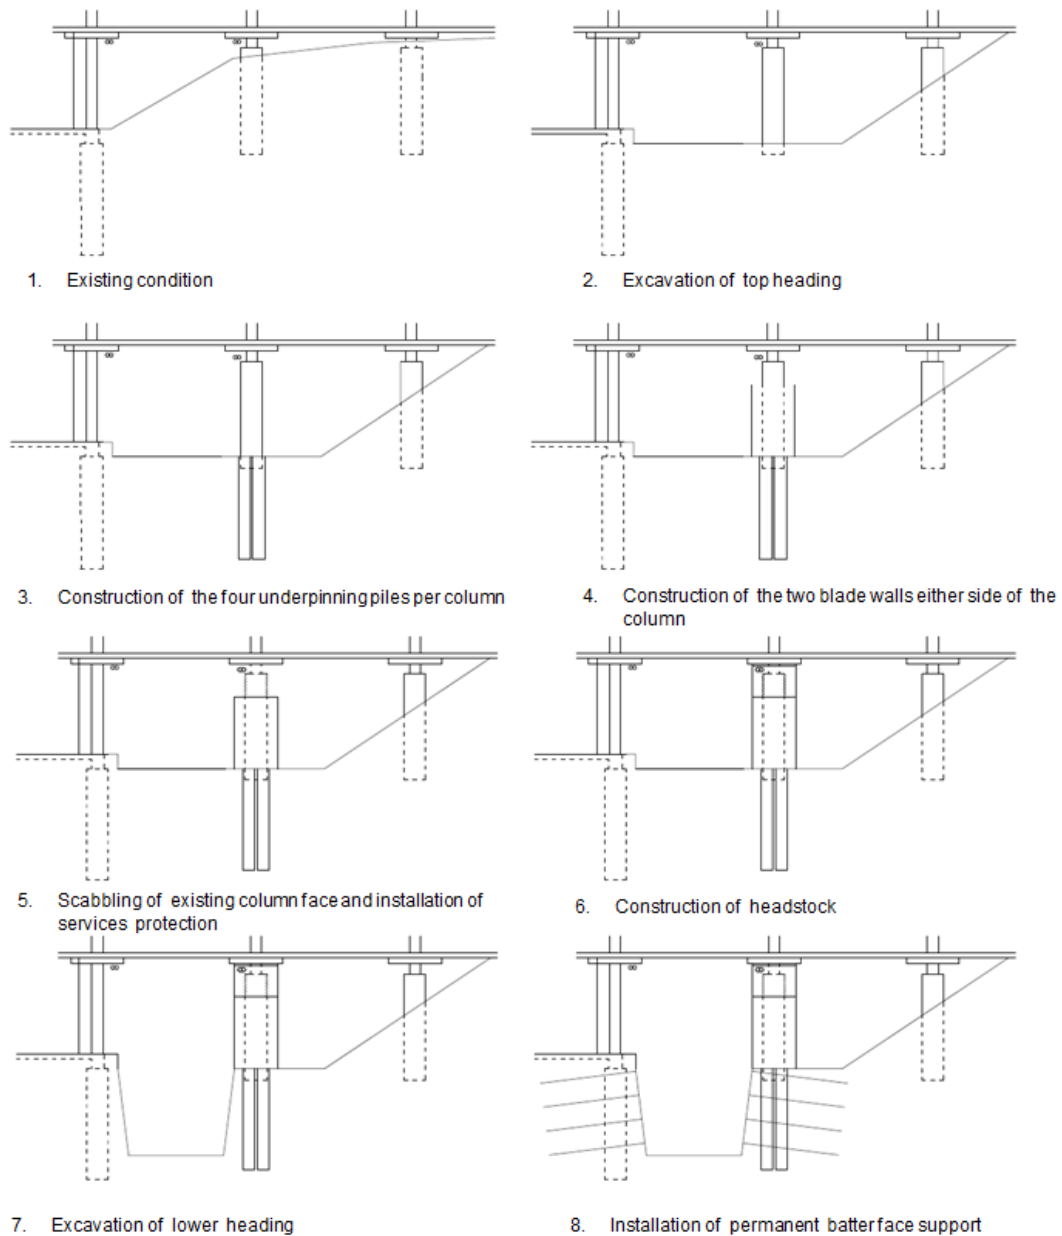 1. Existing condition
2. Excavation of top heading
3. Construction of the four underpinning piles per column
4. Construction of the two blade walls either side of the
column
5. Scabbling of existing column face and installation of
services protection
6. Construction of headstock
7. Excavation of lower heading
8. Installation of permanent batter face support